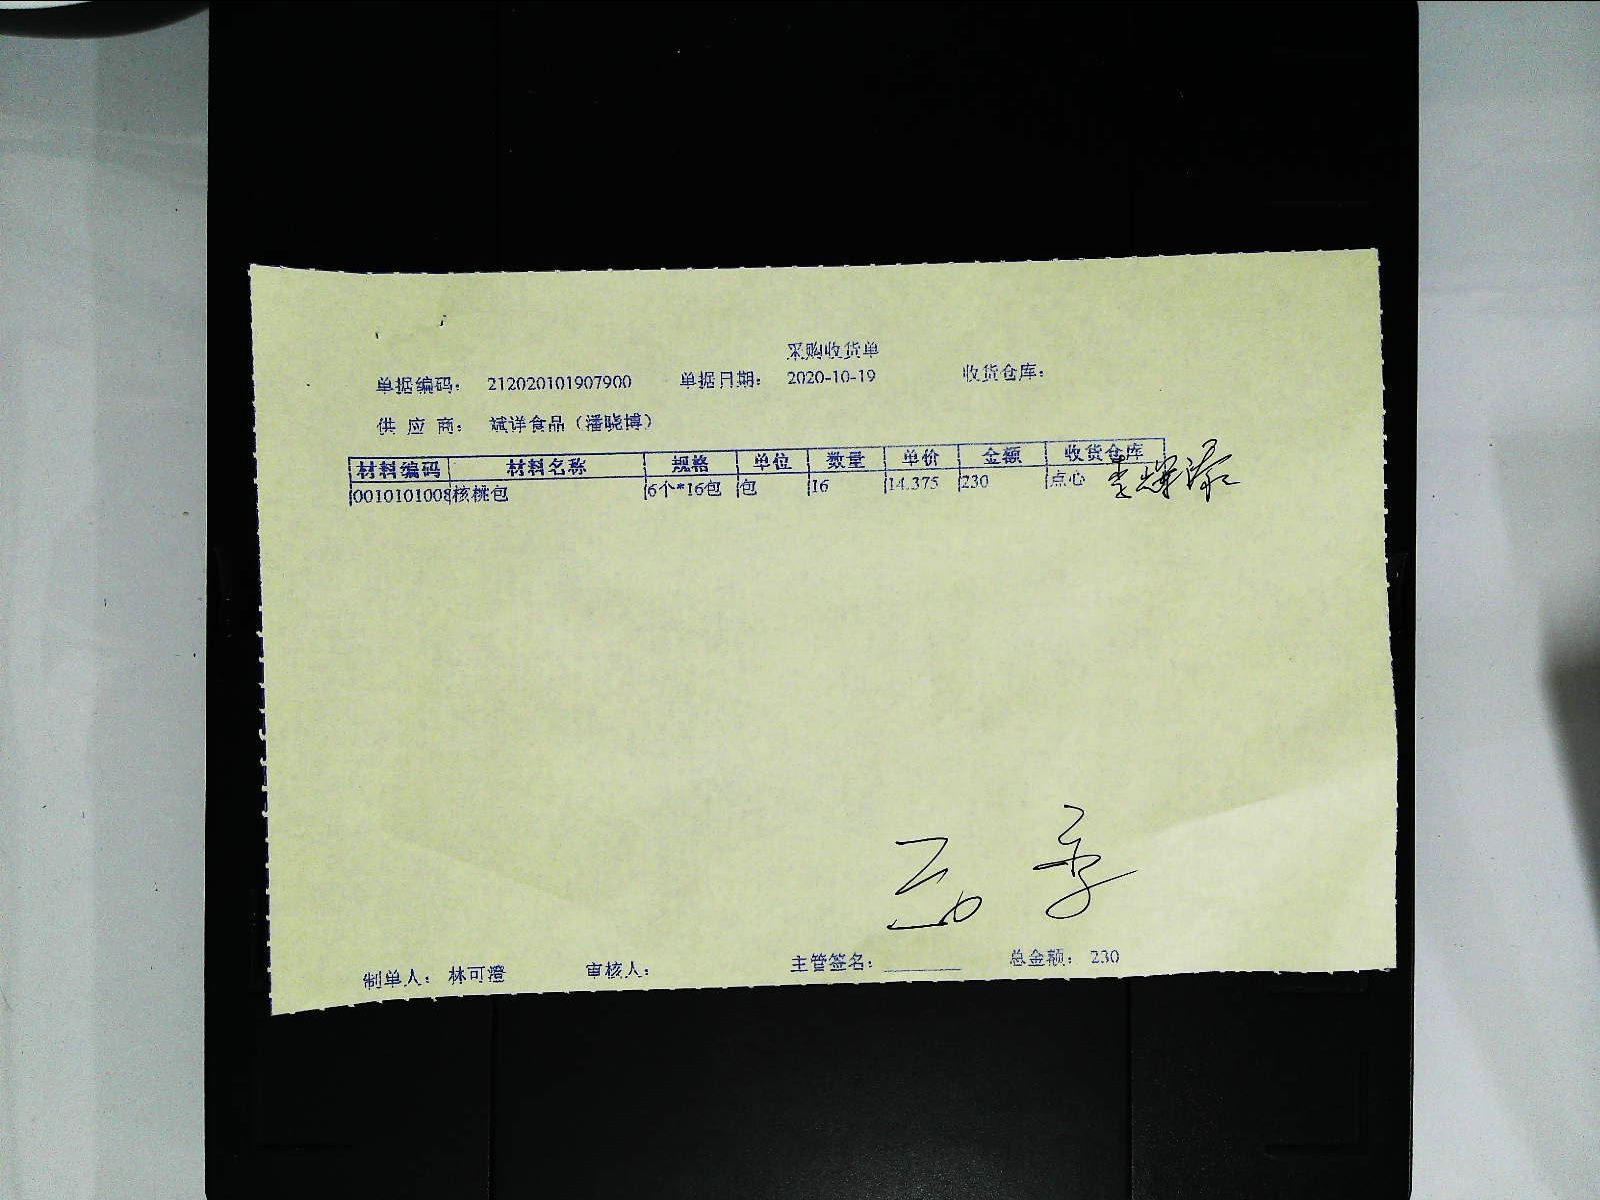 采购收货单
单据编码： 212020101907900 单据日期： 2020-10-19 收货仓库：
供 应 商： 斌洋食品（潘晓博）
材料编码 材料名称 规格 单位 数量 单价 金额 收货仓库
0010101008 核桃包 6个*16包 包 16 14.375 230 点心
制单人： 林可澄 审核人： 主管签名： 总金额： 230